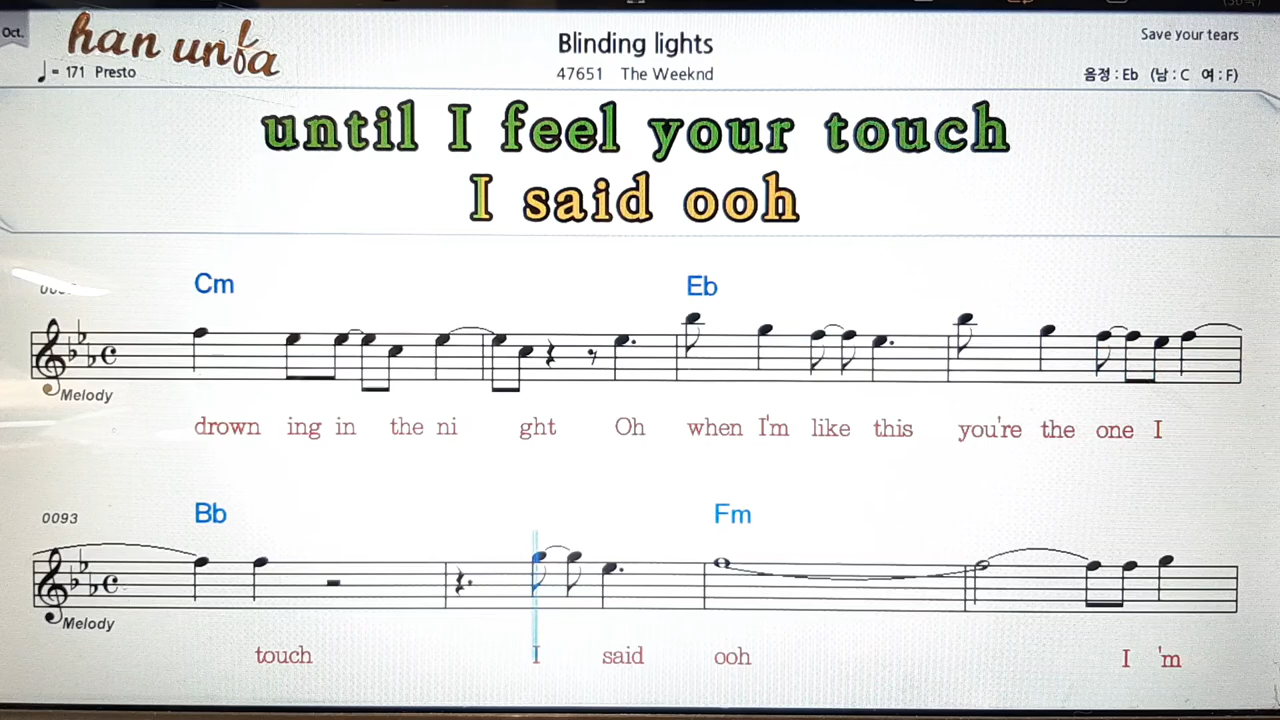 Oct.
han unfa
Blinding lights
Save your tears
♩ = 171 Presto
47651 The Weeknd
음정 : Eb (남 : C 여 : F)
until I feel your touch
I said ooh
Cm Eb
Melody
drown ing in the ni ght Oh when I'm like this you're the one I
0093 Bb Fm
Melody
touch I said ooh I 'm